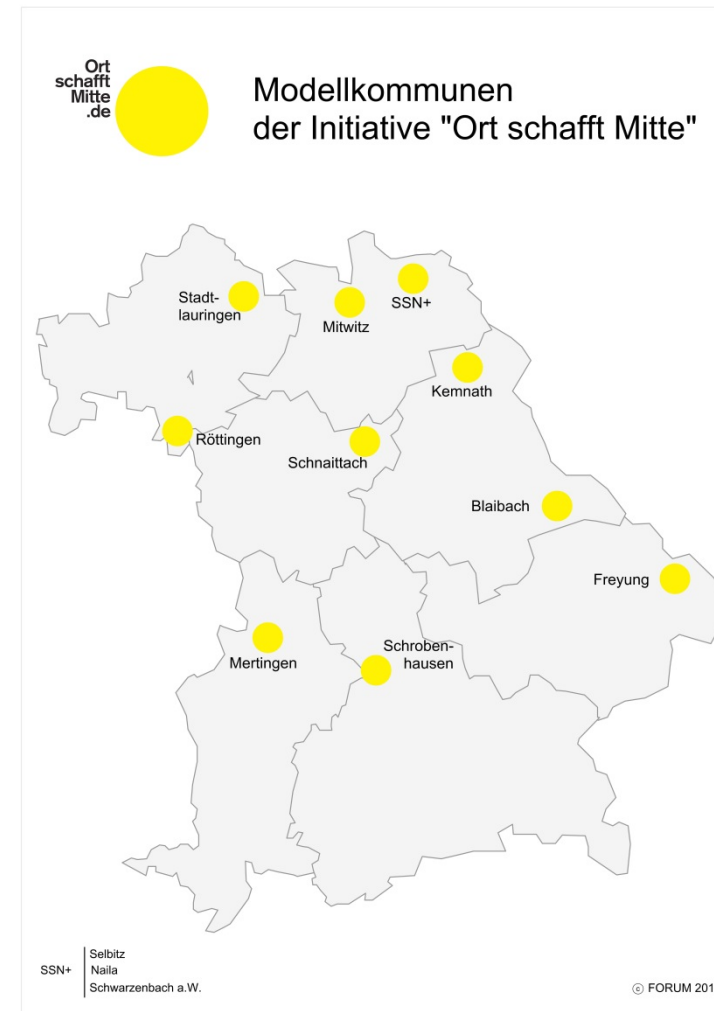 Ort
schafft
Mitte
.de
Modellkommunen
der Initiative "Ort schafft Mitte"
Stadt-
lauringen
Mitwitz
SSN+
Kemnath
Röttingen
Schnaittach
Blaibach
Freyung
Mertingen
Schroben-
hausen
SSN+
Selbitz
Naila
Schwarzenbach a.W.
© FORUM 201